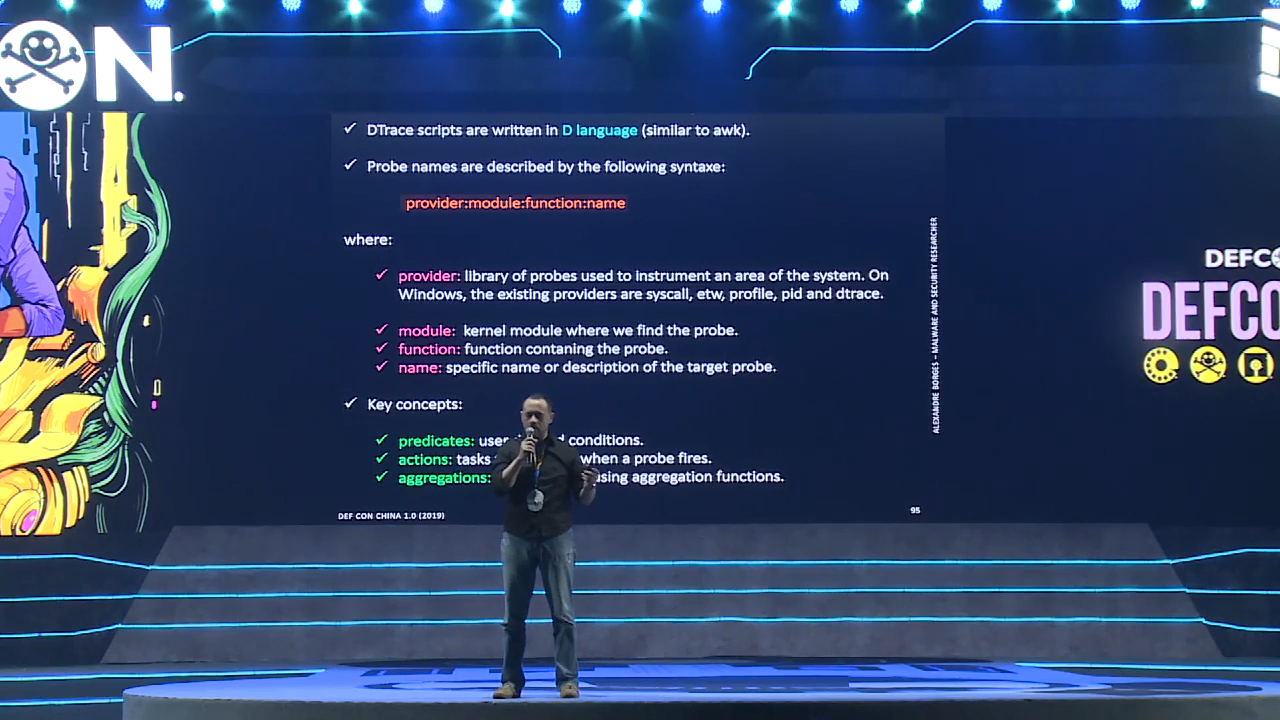 N.
✓ DTrace scripts are written in D language (similar to awk).
✓ Probe names are described by the following syntaxe:
provider:module:function:name
where:
✓ provider: library of probes used to instrument an area of the system. On
Windows, the existing providers are syscall, etw, profile, pid and dtrace.
✓ module: kernel module where we find the probe.
✓ function: function contaning the probe.
✓ name: specific name or description of the target probe.
✓ Key concepts:
✓ predicates: user conditions.
✓ actions: tasks when a probe fires.
✓ aggregations: using aggregation functions.
DEF CON CHINA 1.0 (2019)
95
ALEXANDRE BORGES – MALWARE AND SECURITY RESEARCHER
DEFC
DEFCO